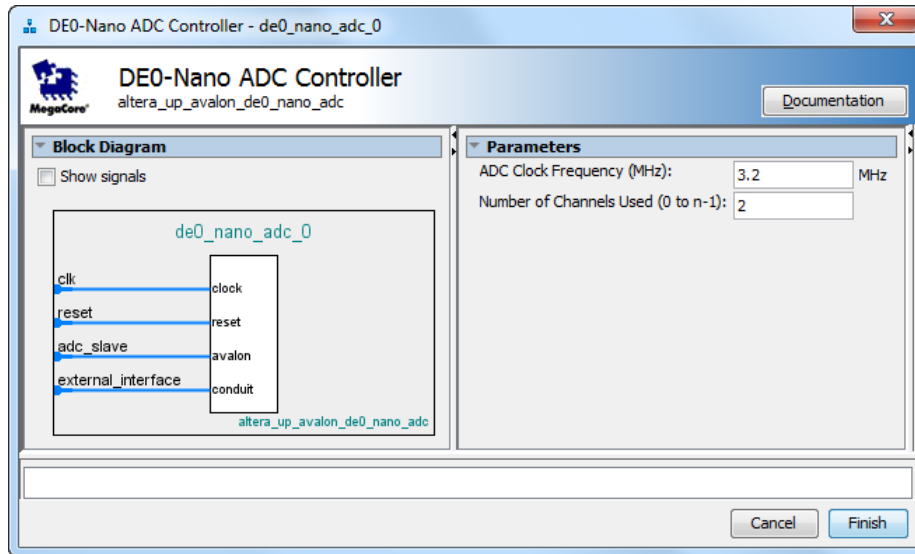 DE0-Nano ADC Controller - de0_nano_adc_0
DE0-Nano ADC Controller
altera_up_avalon_de0_nano_adc
MegaCore®
Documentation
Block Diagram
Show signals
de0_nano_adc_0
clk
clock
reset
reset
adc_slave
avalon
external_interface
conduit
altera_up_avalon_de0_nano_adc
Parameters
ADC Clock Frequency (MHz): 3.2 MHz
Number of Channels Used (0 to n-1): 2
Cancel
Finish